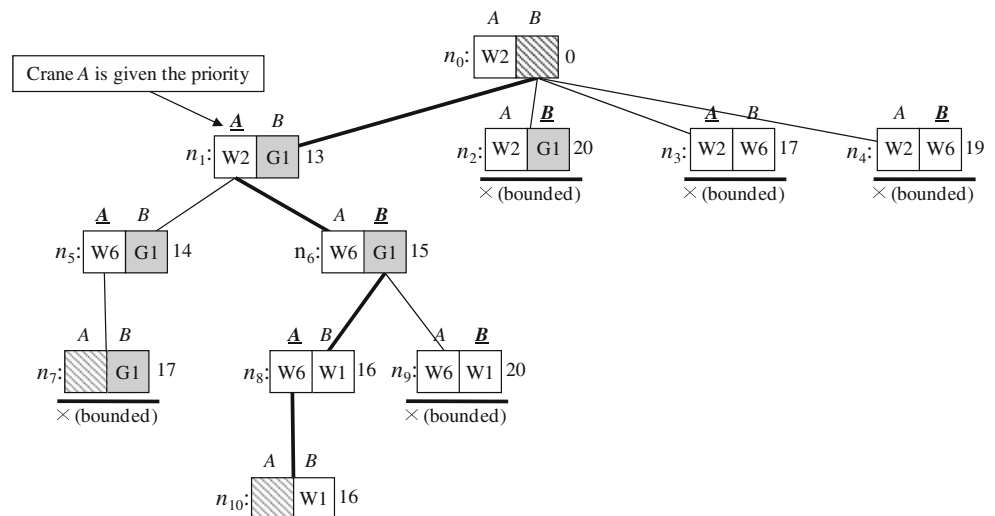 A B
n0: W2 0
Crane A is given the priority
A B
n1: W2 G1 13
A B
n2: W2 G1 20
× (bounded)
A B
n3: W2 W6 17
× (bounded)
A B
n4: W2 W6 19
× (bounded)
A B
n5: W6 G1 14
A B
n6: W6 G1 15
A B
n7: G1 17
× (bounded)
A B
n8: W6 W1 16
A B
n9: W6 W1 20
× (bounded)
A B
n10: W1 16